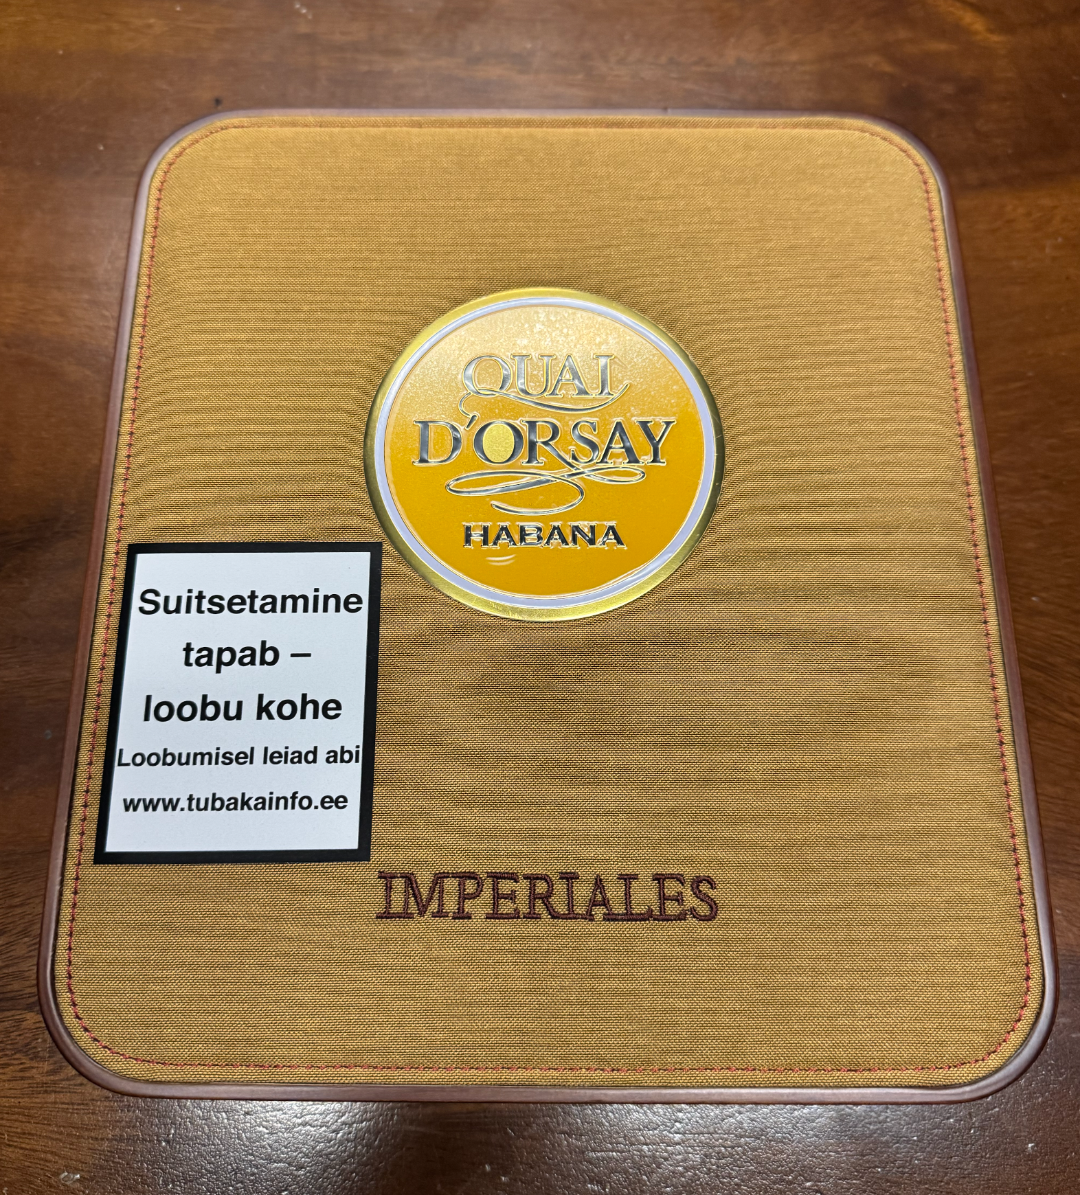 QUAI
D'ORSAY
HABANA
Suitsetamine
tapab –
loobu kohe
Loobumisel leiad abi
www.tubakainfo.ee
IMPERIALES